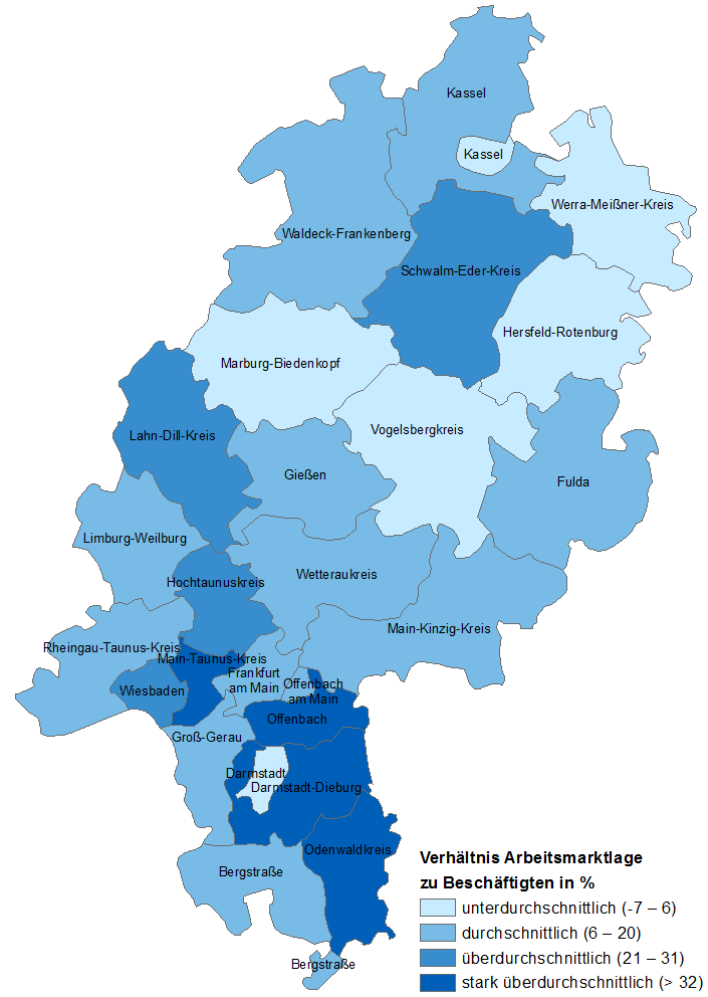 Kassel
Kassel
Werra-Meißner-Kreis
Waldeck-Frankenberg
Schwalm-Eder-Kreis
Hersfeld-Rotenburg
Marburg-Biedenkopf
Vogelsbergkreis
Lahn-Dill-Kreis
Gießen
Fulda
Limburg-Weilburg
Wetteraukreis
Hochtaunuskreis
Main-Kinzig-Kreis
Rheingau-Taunus-Kreis
Main-Taunus-Kreis
Frankfurt
am Main
Offenbach
am Main
Wiesbaden
Offenbach
Groß-Gerau
Darmstadt
Darmstadt-Dieburg
Odenwaldkreis
Bergstraße
Bergstraße
Verhältnis Arbeitsmarktlage
zu Beschäftigten in %
unterdurchschnittlich (-7 – 6)
durchschnittlich (6 – 20)
überdurchschnittlich (21 – 31)
stark überdurchschnittlich (> 32)